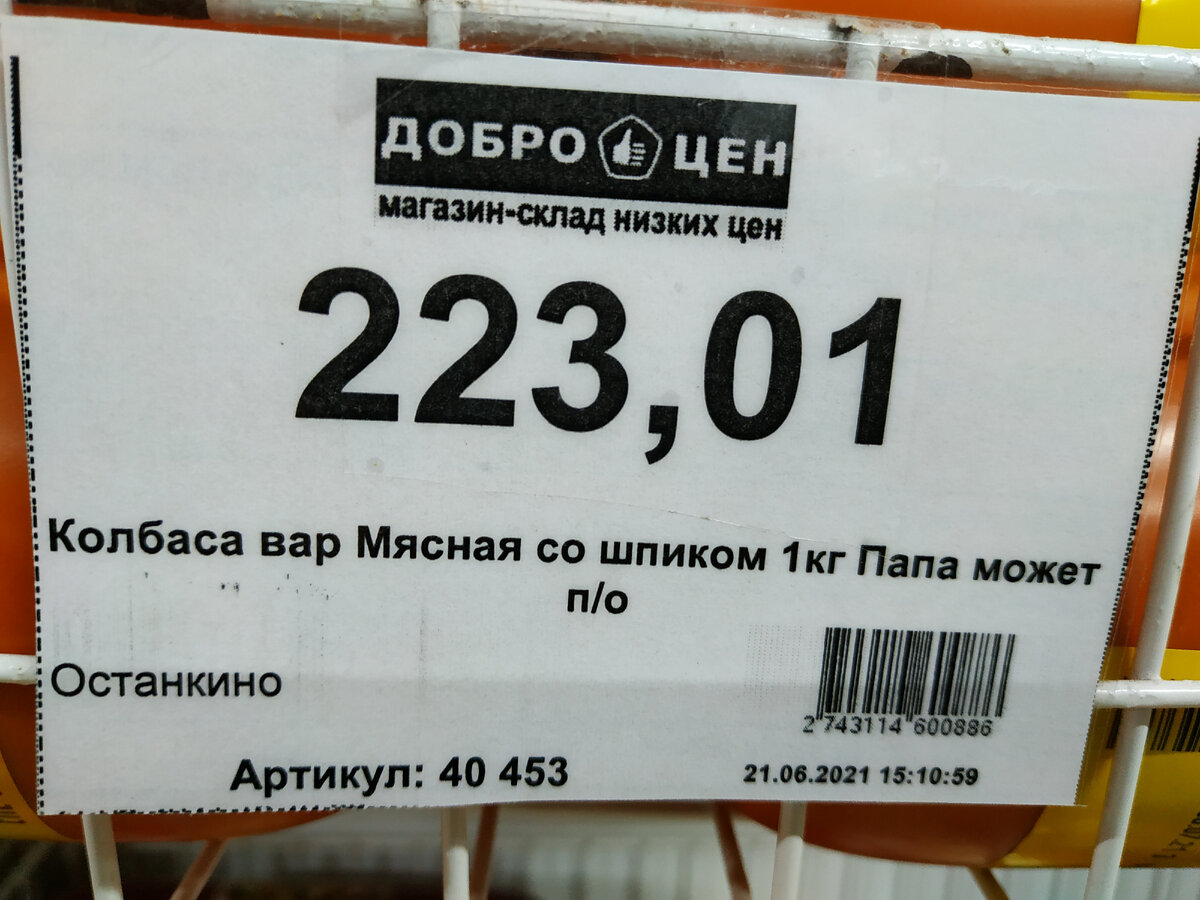 ДОБРО ЦЕН
магазин-склад низких цен
223,01
Колбаса вар Мясная со шпиком 1кг Папа может
п/о
Останкино
2 743114 600886
Артикул: 40 453
21.06.2021 15:10:59